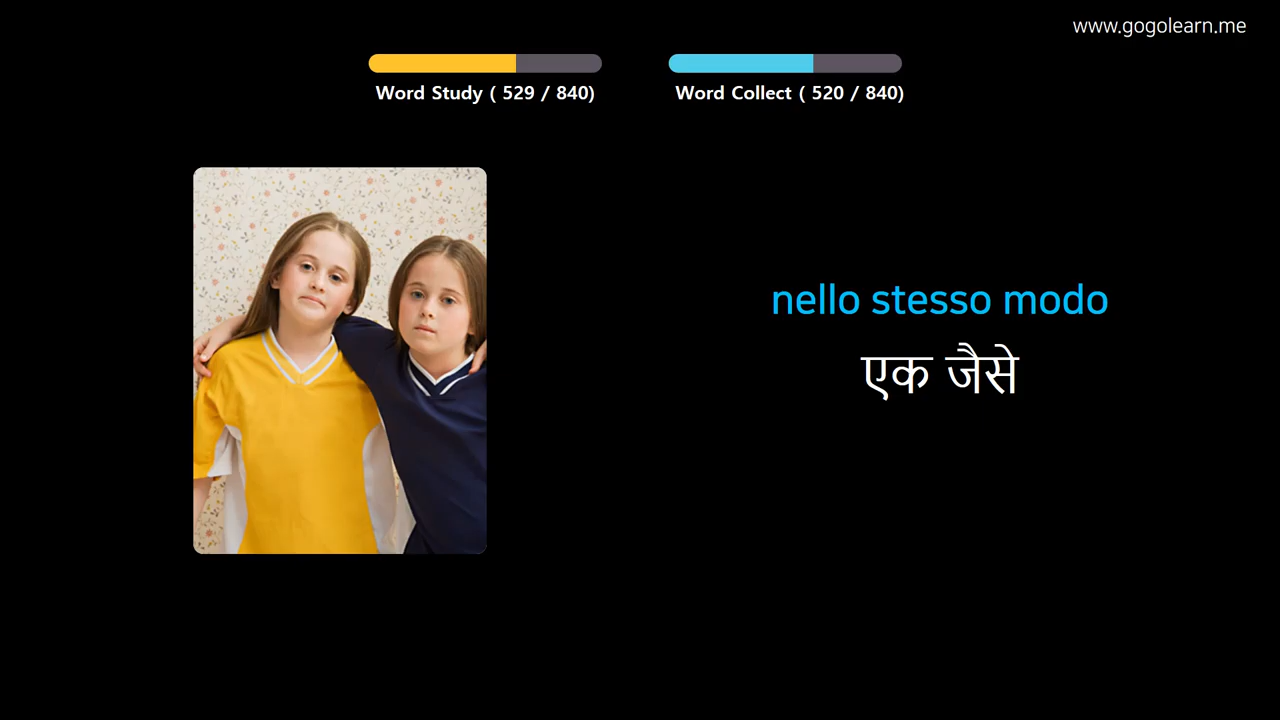 www.gogolearn.me
Word Study ( 529 / 840)
Word Collect ( 520 / 840)
nello stesso modo
एक जैसे